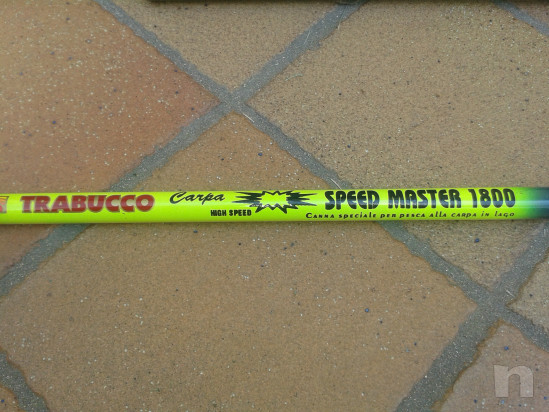 TRABUCCO Carpa SPEED MASTER 1800
HIGH SPEED Canna speciale per pesca alla carpa in lago
n